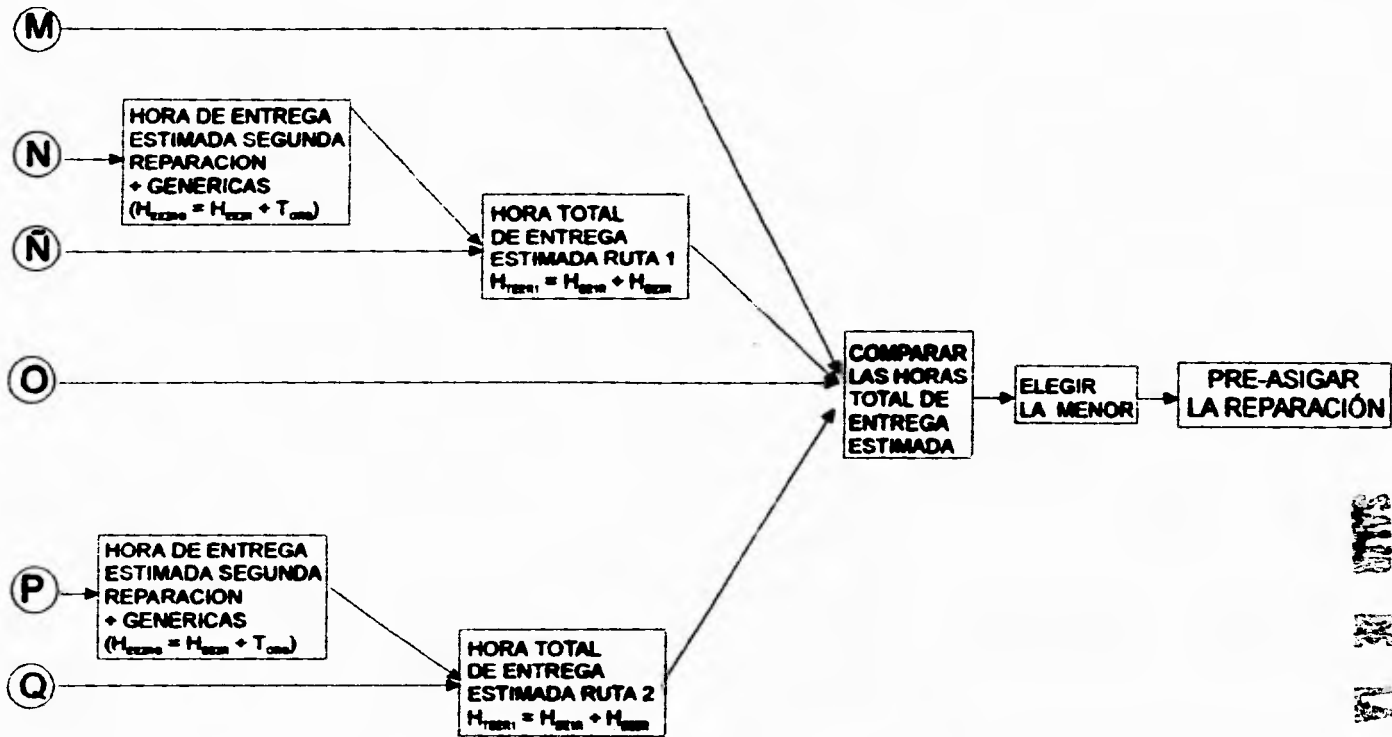 M
N
HORA DE ENTREGA
ESTIMADA SEGUNDA
REPARACION
+ GENERICAS
Ñ
HORA TOTAL
DE ENTREGA
ESTIMADA RUTA 1
O
COMPARAR
LAS HORAS
TOTAL DE
ENTREGA
ESTIMADA
ELEGIR
LA MENOR
PRE-ASIGAR
LA REPARACIÓN
P
HORA DE ENTREGA
ESTIMADA SEGUNDA
REPARACION
+ GENERICAS
Q
HORA TOTAL
DE ENTREGA
ESTIMADA RUTA 2